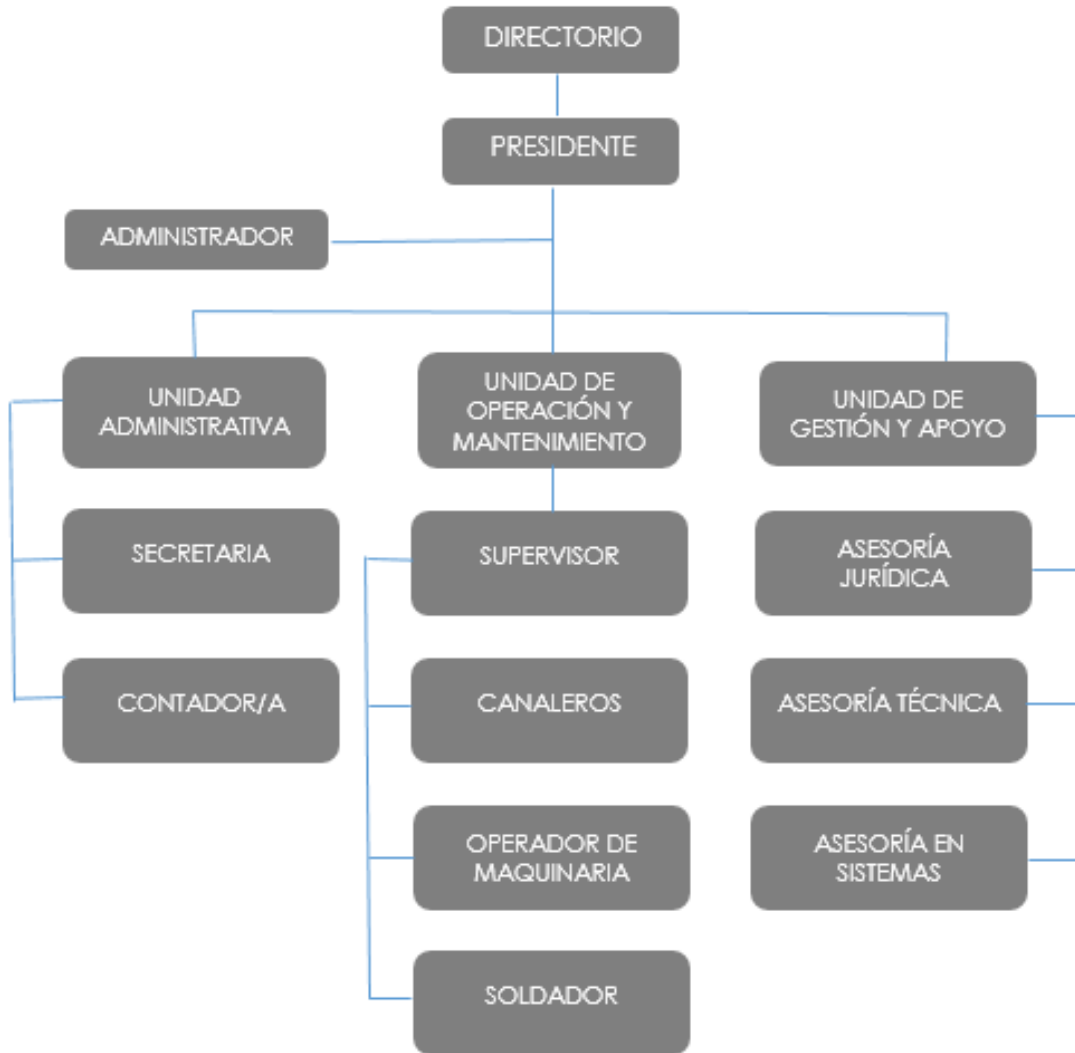 DIRECTORIO
PRESIDENTE
ADMINISTRADOR
UNIDAD
ADMINISTRATIVA
UNIDAD DE
OPERACIÓN Y
MANTENIMIENTO
UNIDAD DE
GESTIÓN Y APOYO
SECRETARIA
SUPERVISOR
ASESORÍA
JURÍDICA
CONTADOR/A
CANALEROS
ASESORÍA TÉCNICA
OPERADOR DE
MAQUINARIA
ASESORÍA EN
SISTEMAS
SOLDADOR